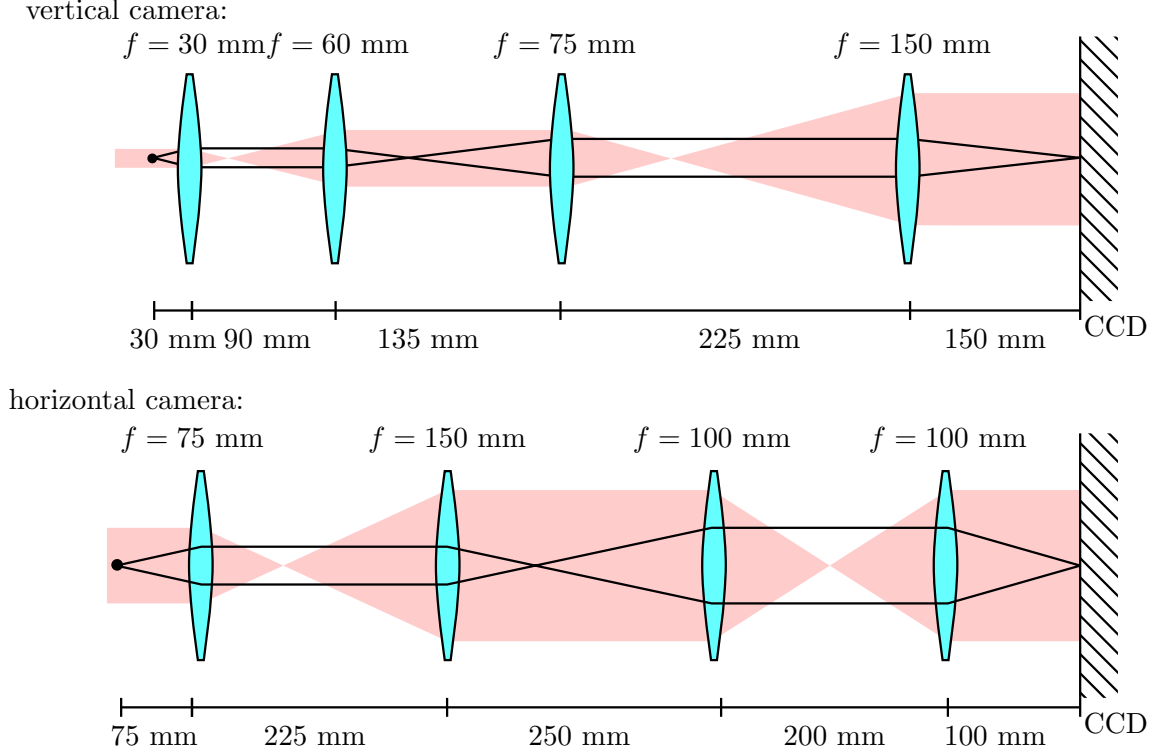 vertical camera:
f = 30 mm f = 60 mm f = 75 mm f = 150 mm
30 mm 90 mm 135 mm 225 mm 150 mm CCD
horizontal camera:
f = 75 mm f = 150 mm f = 100 mm f = 100 mm
75 mm 225 mm 250 mm 200 mm 100 mm CCD